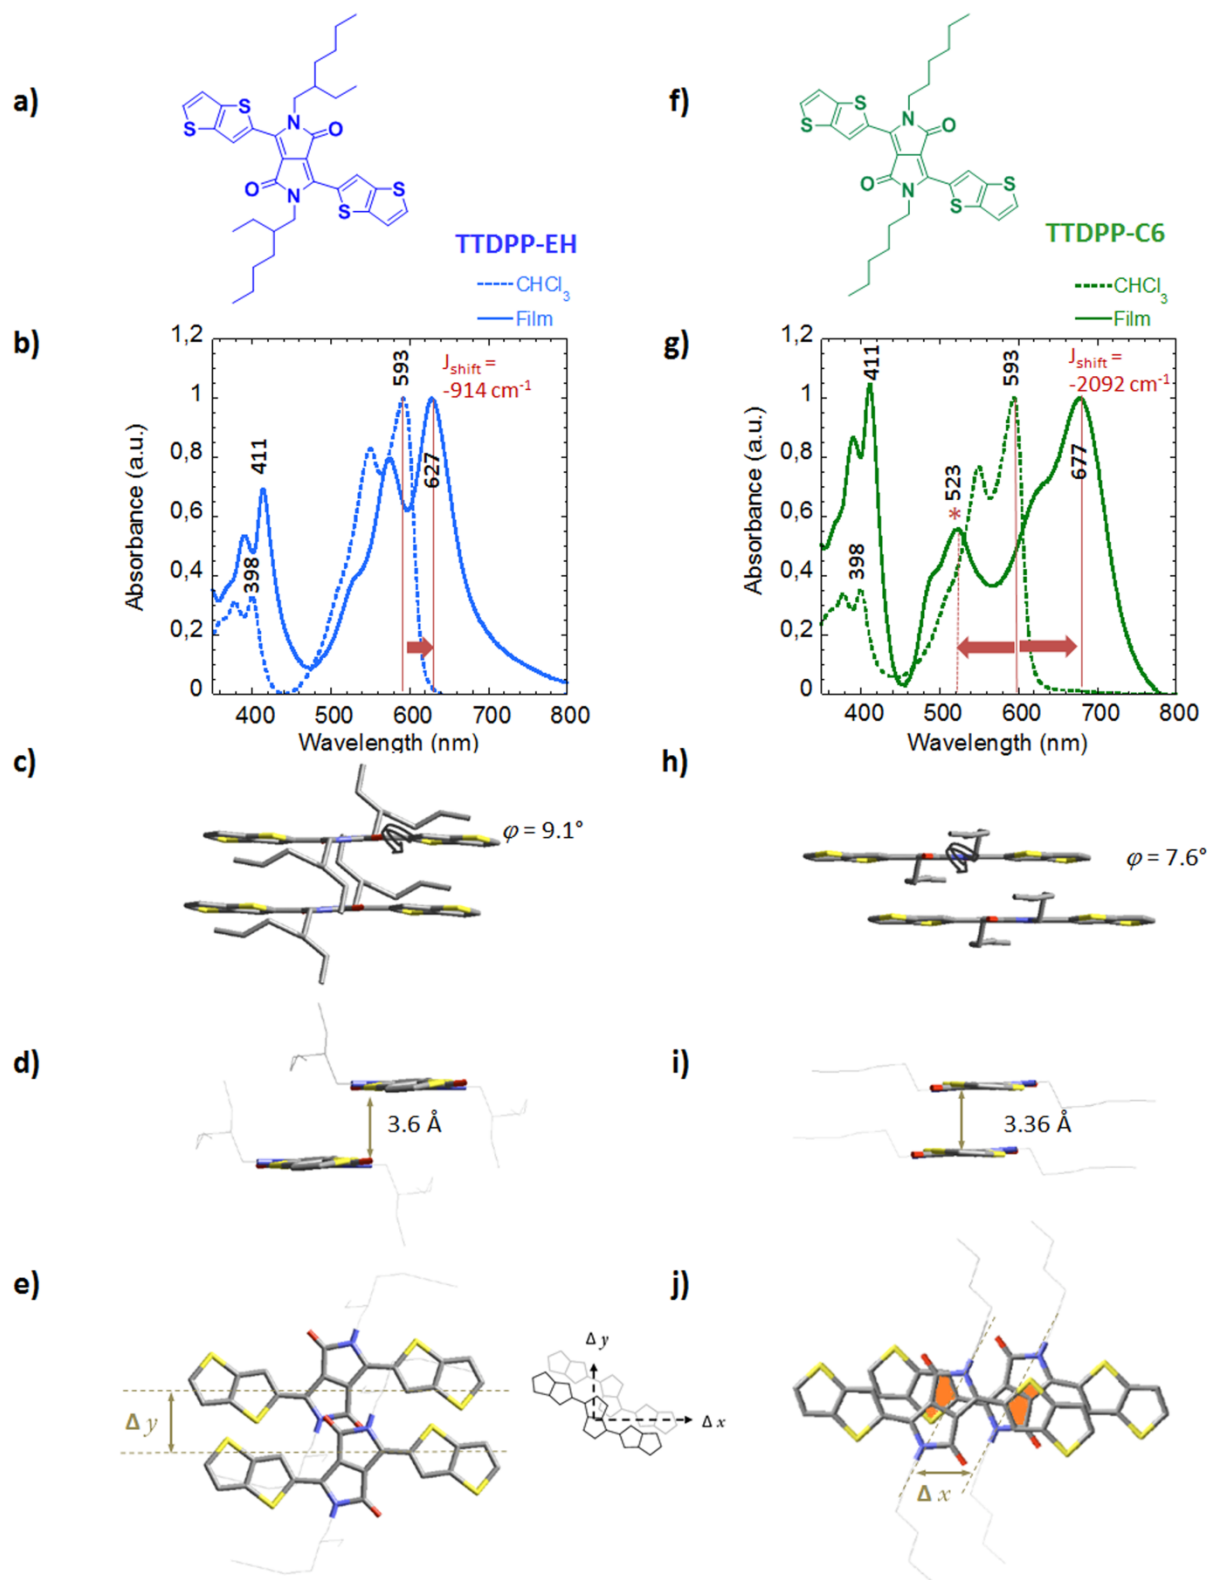 a)
S
S
N
O
O
N
S
S
TTDPP-EH
CHCl₃
Film
b)
1,2
1
0,8
0,6
0,4
0,2
0
Absorbance (a.u.)
411
398
593
627
J_shift =
-914 cm⁻¹
400 500 600 700 800
Wavelength (nm)
c)
φ = 9.1°
d)
3.6 Å
e)
Δ y
Δ y
Δ x
f)
S
S
N
O
O
N
S
S
TTDPP-C6
CHCl₃
Film
g)
1,2
1
0,8
0,6
0,4
0,2
0
Absorbance (a.u.)
411
398
* 523
593
677
J_shift =
-2092 cm⁻¹
400 500 600 700 800
Wavelength (nm)
h)
φ = 7.6°
i)
3.36 Å
j)
Δ x